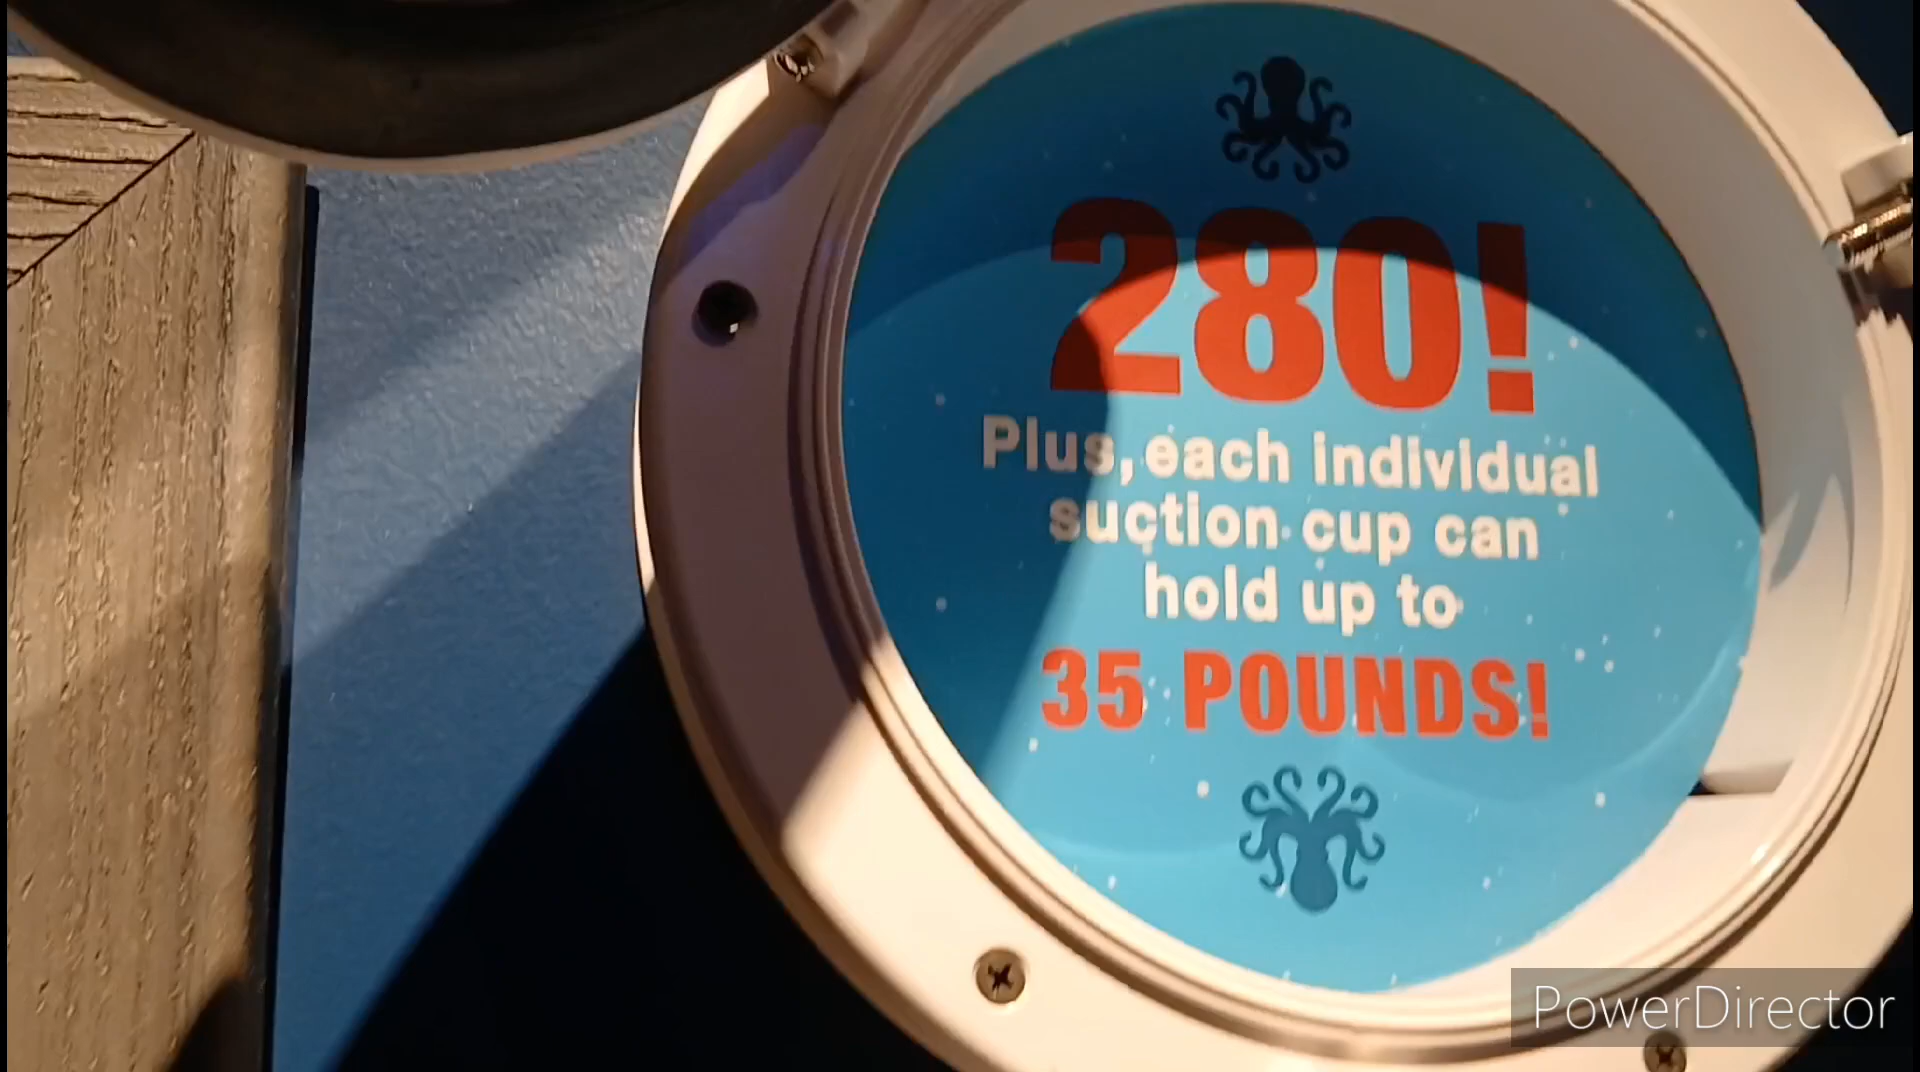 280!
Plus, each individual
suction cup can
hold up to
35 POUNDS!
PowerDirector